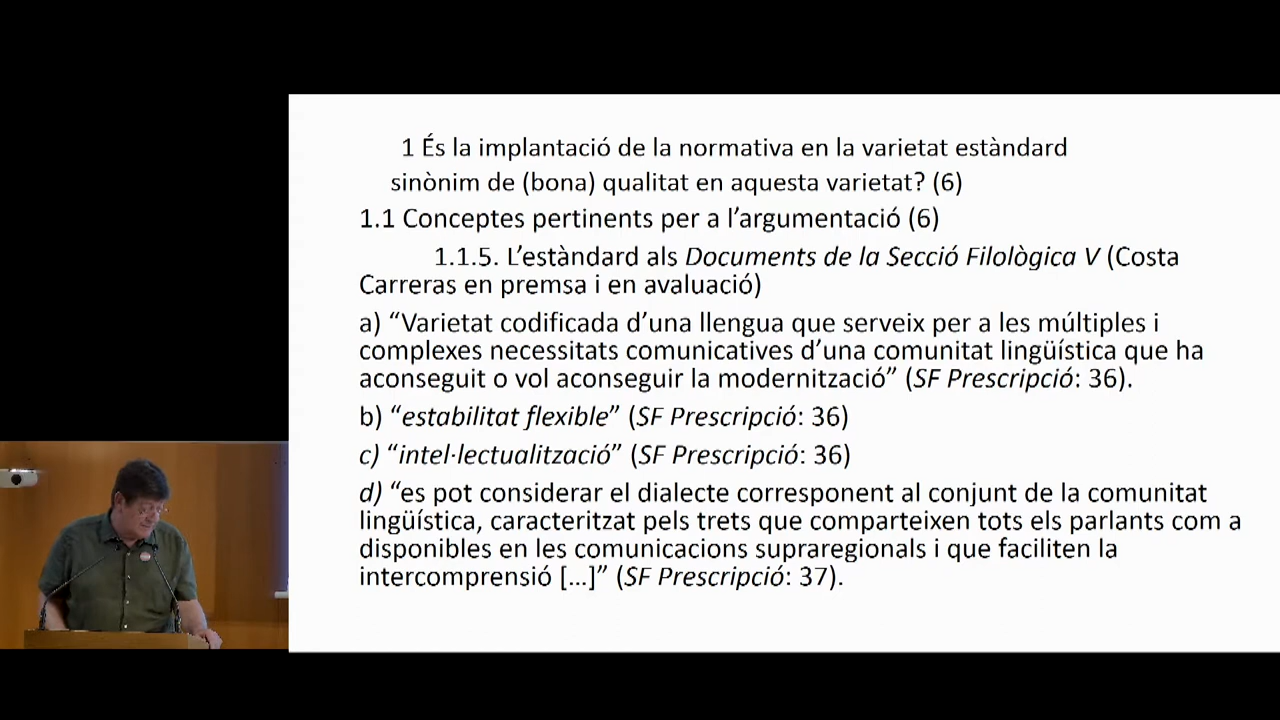 1 És la implantació de la normativa en la varietat estàndard
sinònim de (bona) qualitat en aquesta varietat? (6)
1.1 Conceptes pertinents per a l’argumentació (6)
1.1.5. L’estàndard als Documents de la Secció Filològica V (Costa
Carreras en premsa i en avaluació)
a) “Varietat codificada d’una llengua que serveix per a les múltiples i
complexes necessitats comunicatives d’una comunitat lingüística que ha
aconseguit o vol aconseguir la modernització” (SF Prescripció: 36).
b) “estabilitat flexible” (SF Prescripció: 36)
c) “intel·lectualització” (SF Prescripció: 36)
d) “es pot considerar el dialecte corresponent al conjunt de la comunitat
lingüística, caracteritzat pels trets que comparteixen tots els parlants com a
disponibles en les comunicacions supraregionals i que faciliten la
intercomprensió [...]” (SF Prescripció: 37).